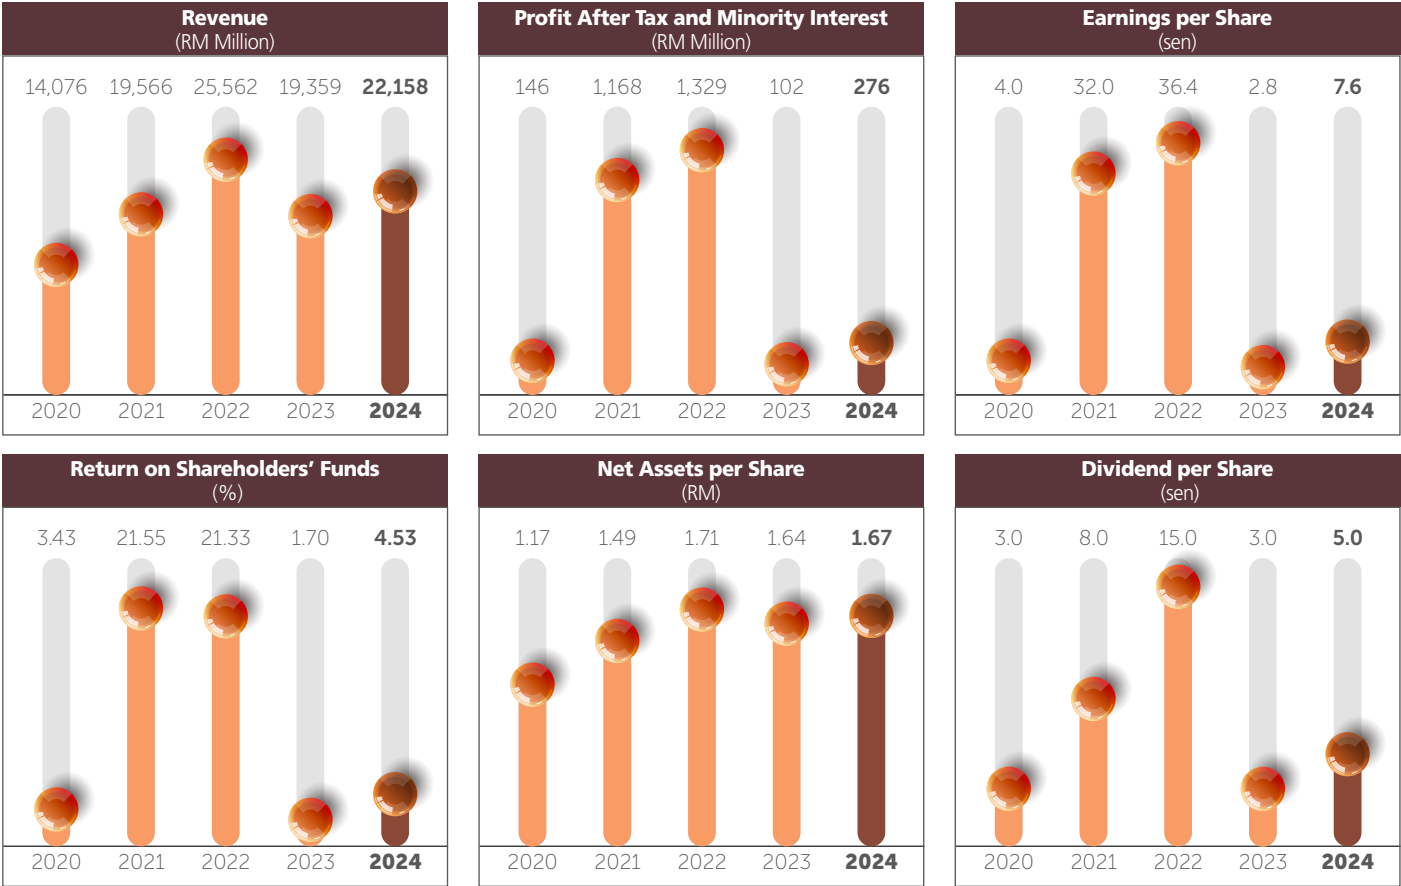 Revenue
(RM Million)
14,076 19,566 25,562 19,359 22,158
2020 2021 2022 2023 2024
Profit After Tax and Minority Interest
(RM Million)
146 1,168 1,329 102 276
2020 2021 2022 2023 2024
Earnings per Share
(sen)
4.0 32.0 36.4 2.8 7.6
2020 2021 2022 2023 2024
Return on Shareholders’ Funds
(%)
3.43 21.55 21.33 1.70 4.53
2020 2021 2022 2023 2024
Net Assets per Share
(RM)
1.17 1.49 1.71 1.64 1.67
2020 2021 2022 2023 2024
Dividend per Share
(sen)
3.0 8.0 15.0 3.0 5.0
2020 2021 2022 2023 2024